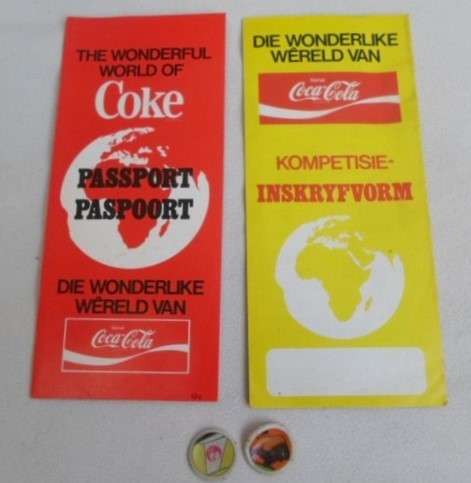 THE WONDERFUL
WORLD OF
Coke
PASSPORT
PASPOORT
DIE WONDERLIKE
WÊRELD VAN
Coca-Cola
DIE WONDERLIKE
WÊRELD VAN
Coca-Cola
KOMPETISIE-
INSKRYFVORM